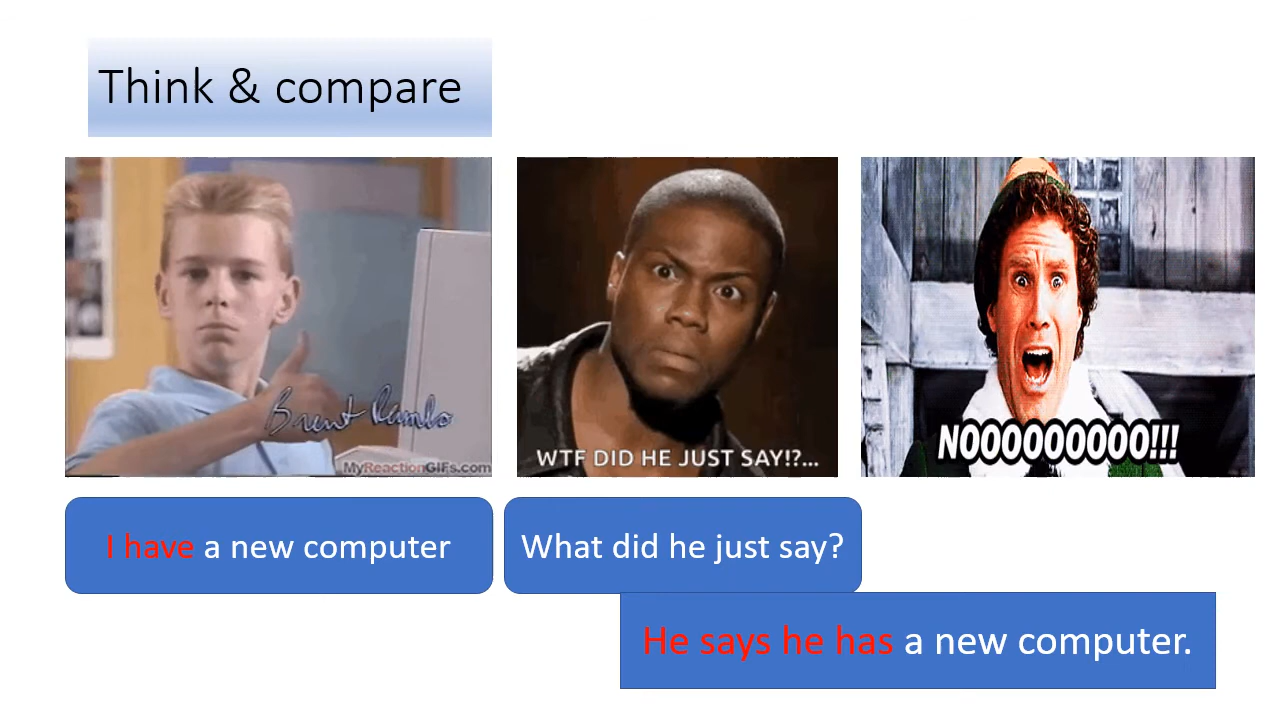 Think & compare
Brent Rambo
MyReactionGIFs.com
WTF DID HE JUST SAY!?...
NOOOOOOOOO!!!
I have a new computer
What did he just say?
He says he has a new computer.